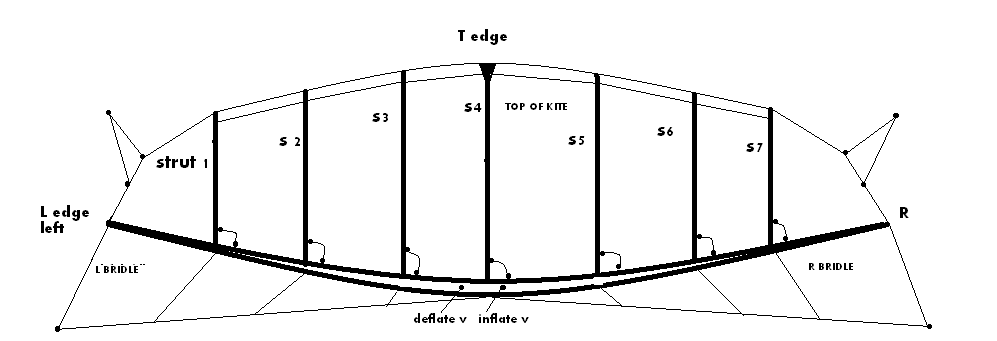 T edge
S4
TOP OF KITE
S3
S6
S 2
S5
S7
strut 1
L edge
left
R
L"BRIDLE"
R BRIDLE
deflate v
inflate v